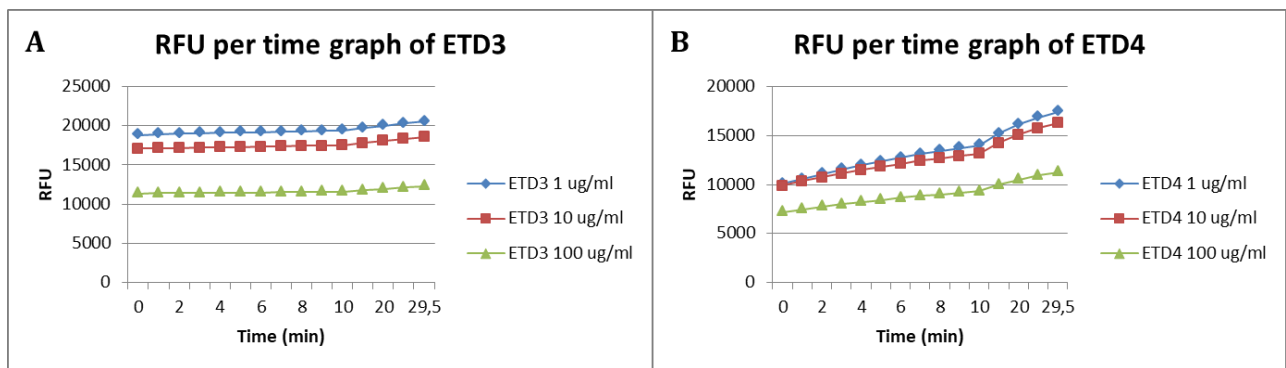 A
RFU per time graph of ETD3
25000
20000
15000
10000
5000
0
RFU
0 2 4 6 8 10 20 29,5
Time (min)
ETD3 1 ug/ml
ETD3 10 ug/ml
ETD3 100 ug/ml
B
RFU per time graph of ETD4
20000
15000
10000
5000
0
RFU
0 2 4 6 8 10 20 29,5
Time (min)
ETD4 1 ug/ml
ETD4 10 ug/ml
ETD4 100 ug/ml